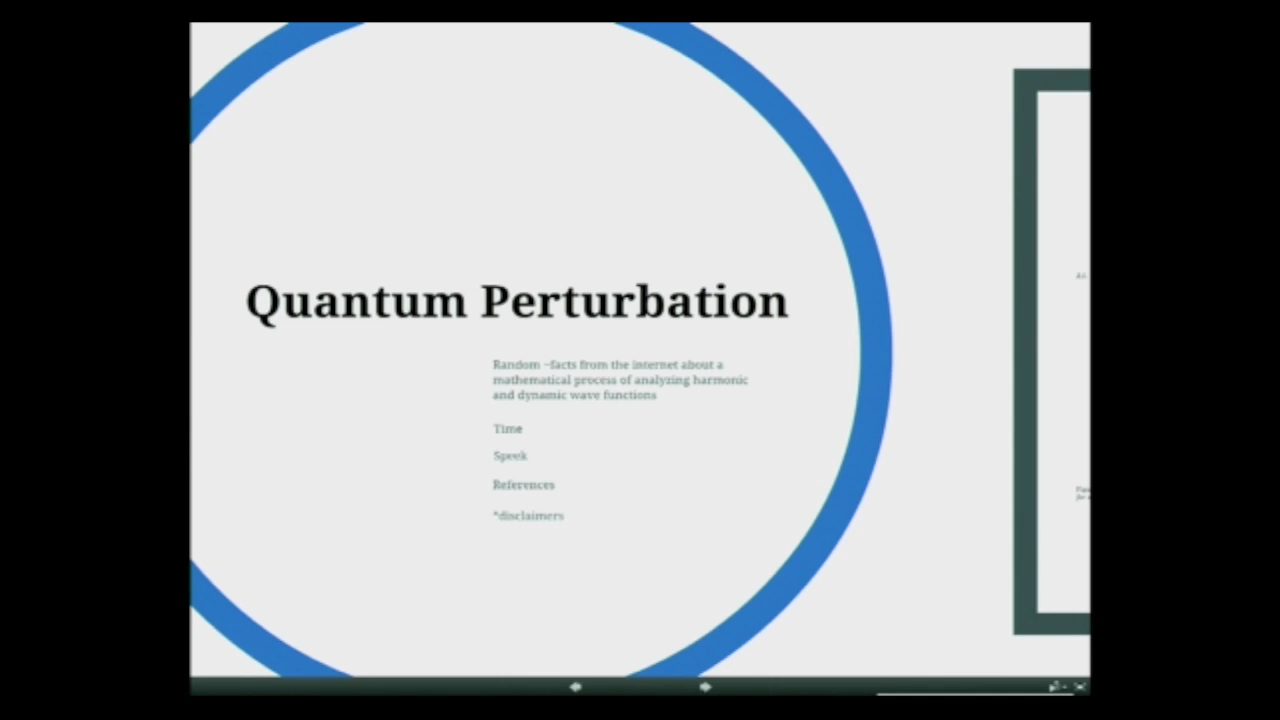 Quantum Perturbation
Random ~facts from the internet about a
mathematical process of analyzing harmonic
and dynamic wave functions
Time
Speek
References
*disclaimers